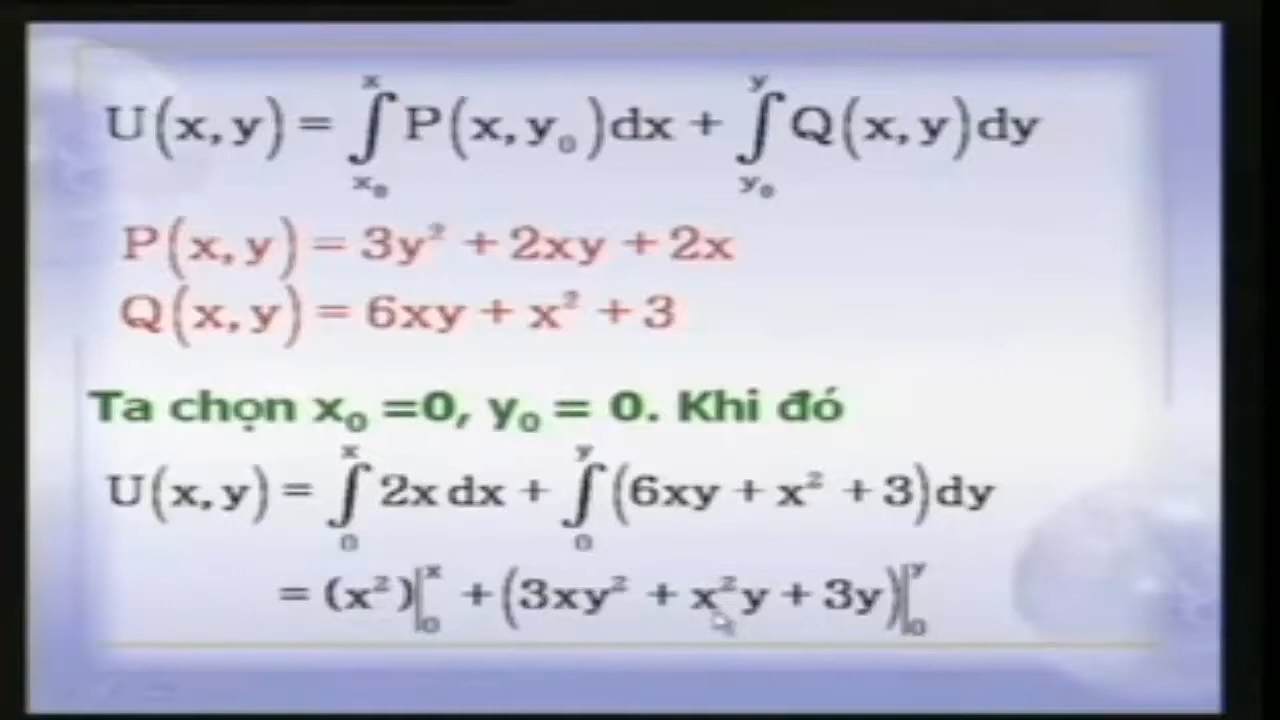 U(x, y) = ∫_{x₀}^{x} P(x, y₀)dx + ∫_{y₀}^{y} Q(x, y)dy
P(x, y) = 3y² + 2xy + 2x
Q(x, y) = 6xy + x² + 3
Ta chọn x₀ =0, y₀ = 0. Khi đó
U(x, y) = ∫_{0}^{x} 2x dx + ∫_{0}^{y} (6xy + x² + 3)dy
= (x²)|_{0}^{x} + (3xy² + x²y + 3y)|_{0}^{y}